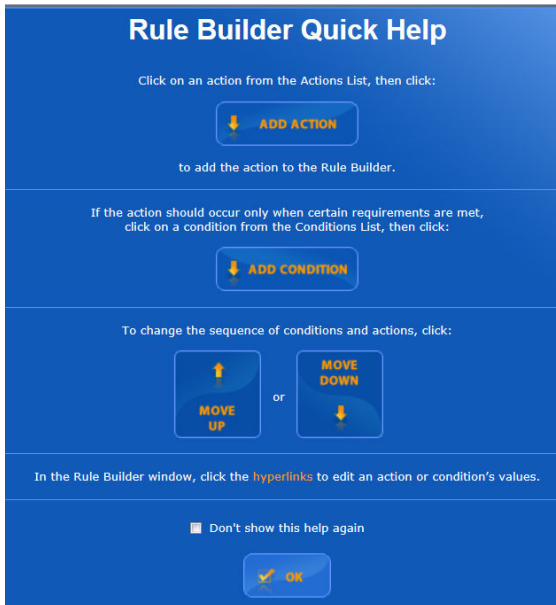 Rule Builder Quick Help
Click on an action from the Actions List, then click:
ADD ACTION
to add the action to the Rule Builder.
If the action should occur only when certain requirements are met,
click on a condition from the Conditions List, then click:
ADD CONDITION
To change the sequence of conditions and actions, click:
MOVE
UP
or
MOVE
DOWN
In the Rule Builder window, click the hyperlinks to edit an action or condition's values.
Don't show this help again
OK